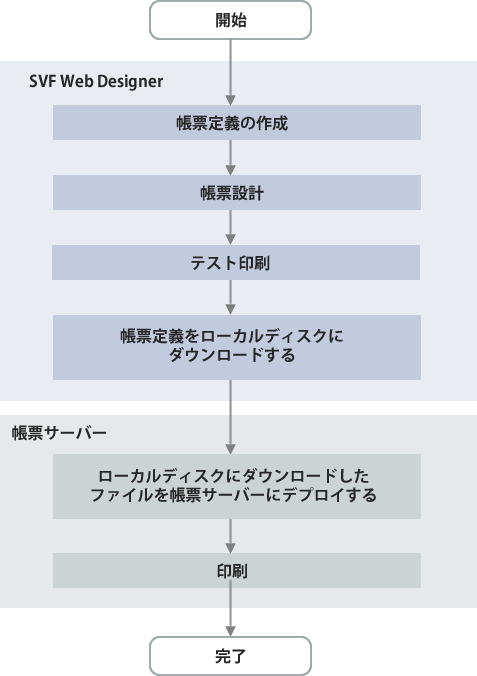 開始
SVF Web Designer
帳票定義の作成
帳票設計
テスト印刷
帳票定義をローカルディスクに
ダウンロードする
帳票サーバー
ローカルディスクにダウンロードした
ファイルを帳票サーバーにデプロイする
印刷
完了